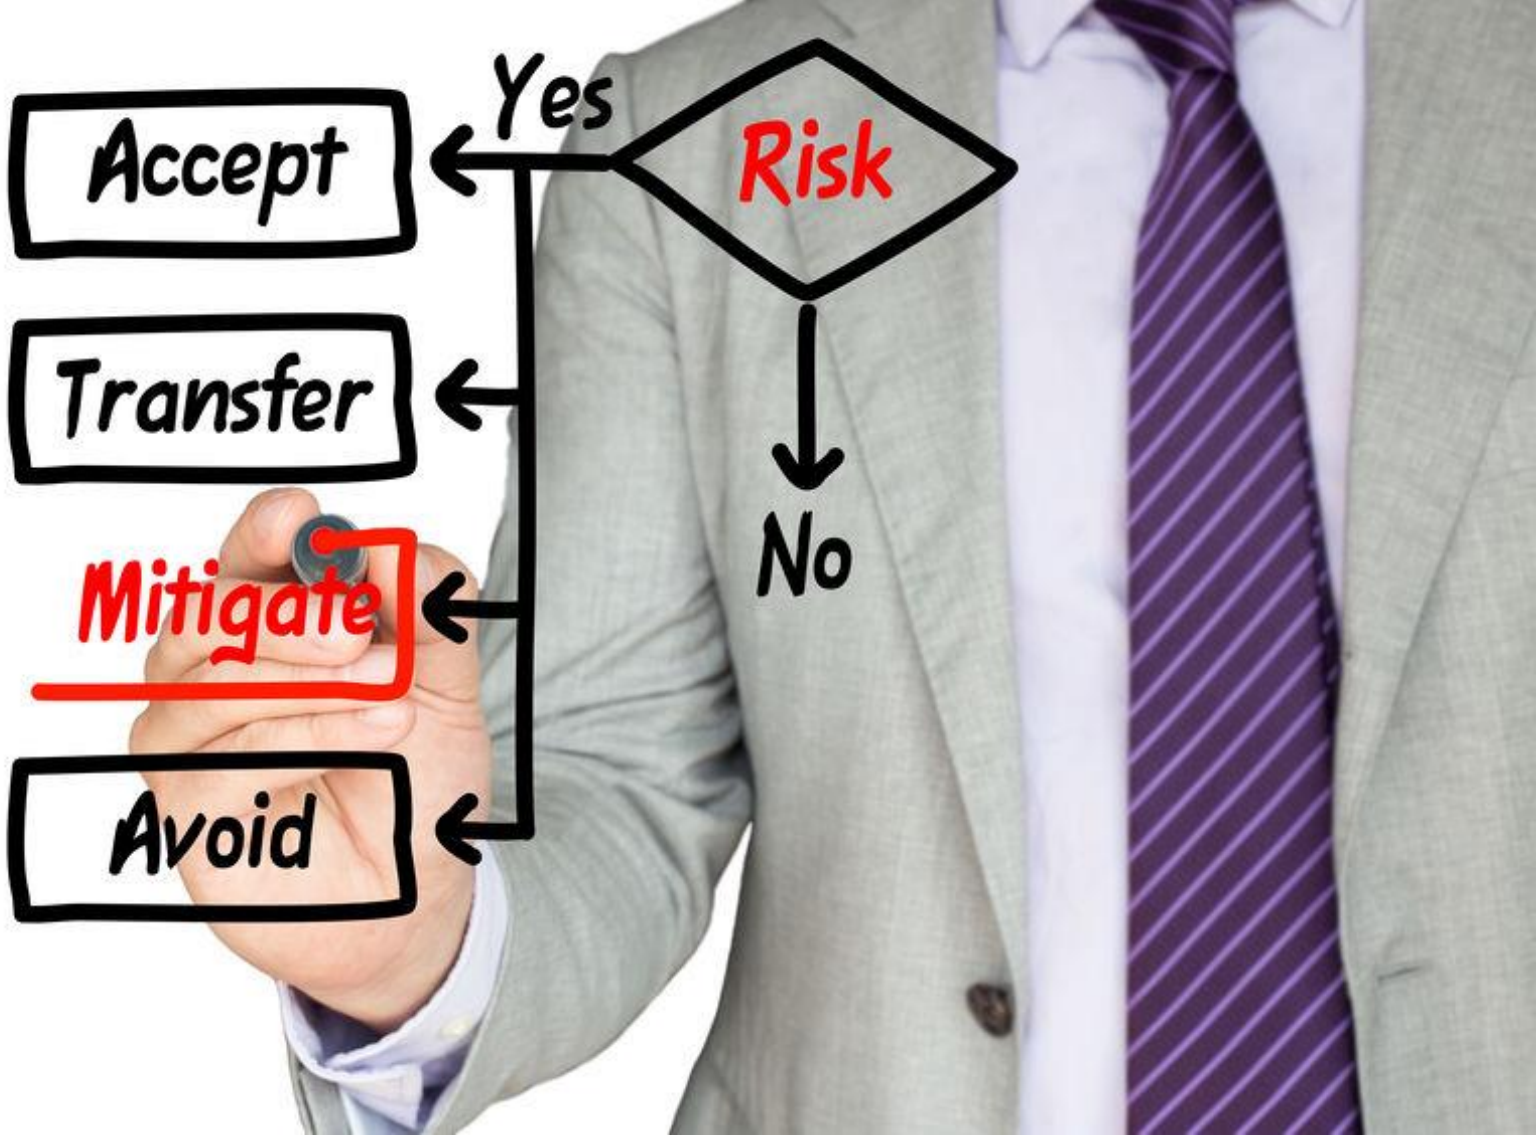 Yes
Risk
Accept
Transfer
No
Mitigate
Avoid